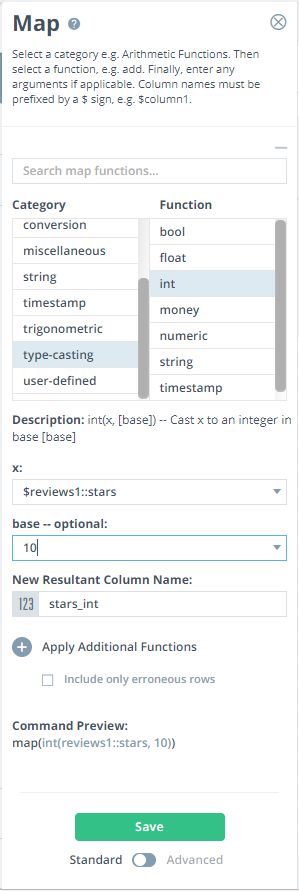 Map ?
Select a category e.g. Arithmetic Functions. Then
select a function, e.g. add. Finally, enter any
arguments if applicable. Column names must be
prefixed by a $ sign, e.g. $column1.
Search map functions...
Category Function
conversion
miscellaneous
string
timestamp
trigonometric
type-casting
user-defined
bool
float
int
money
numeric
string
timestamp
Description: int(x, [base]) -- Cast x to an integer in
base [base]
x:
$reviews1::stars
base -- optional:
10
New Resultant Column Name:
123 stars_int
Apply Additional Functions
Include only erroneous rows
Command Preview:
map(int(reviews1::stars, 10))
Save
Standard Advanced